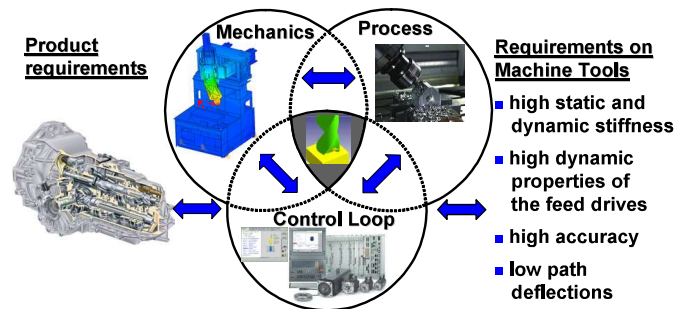 Product
requirements
Mechanics
Process
Control Loop
Requirements on
Machine Tools
high static and
dynamic stiffness
high dynamic
properties of
the feed drives
high accuracy
low path
deflections